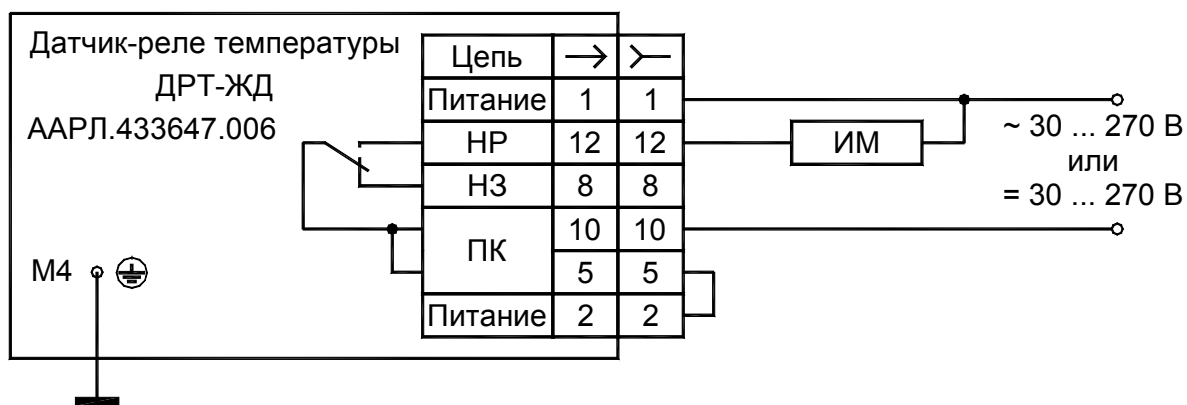 Датчик-реле температуры
ДРТ-ЖД
ААРЛ.433647.006
Цепь
Питание 1 1
НР 12 12
НЗ 8 8
ПК 10 10
5 5
Питание 2 2
ИМ
~ 30 ... 270 В
или
= 30 ... 270 В
М4